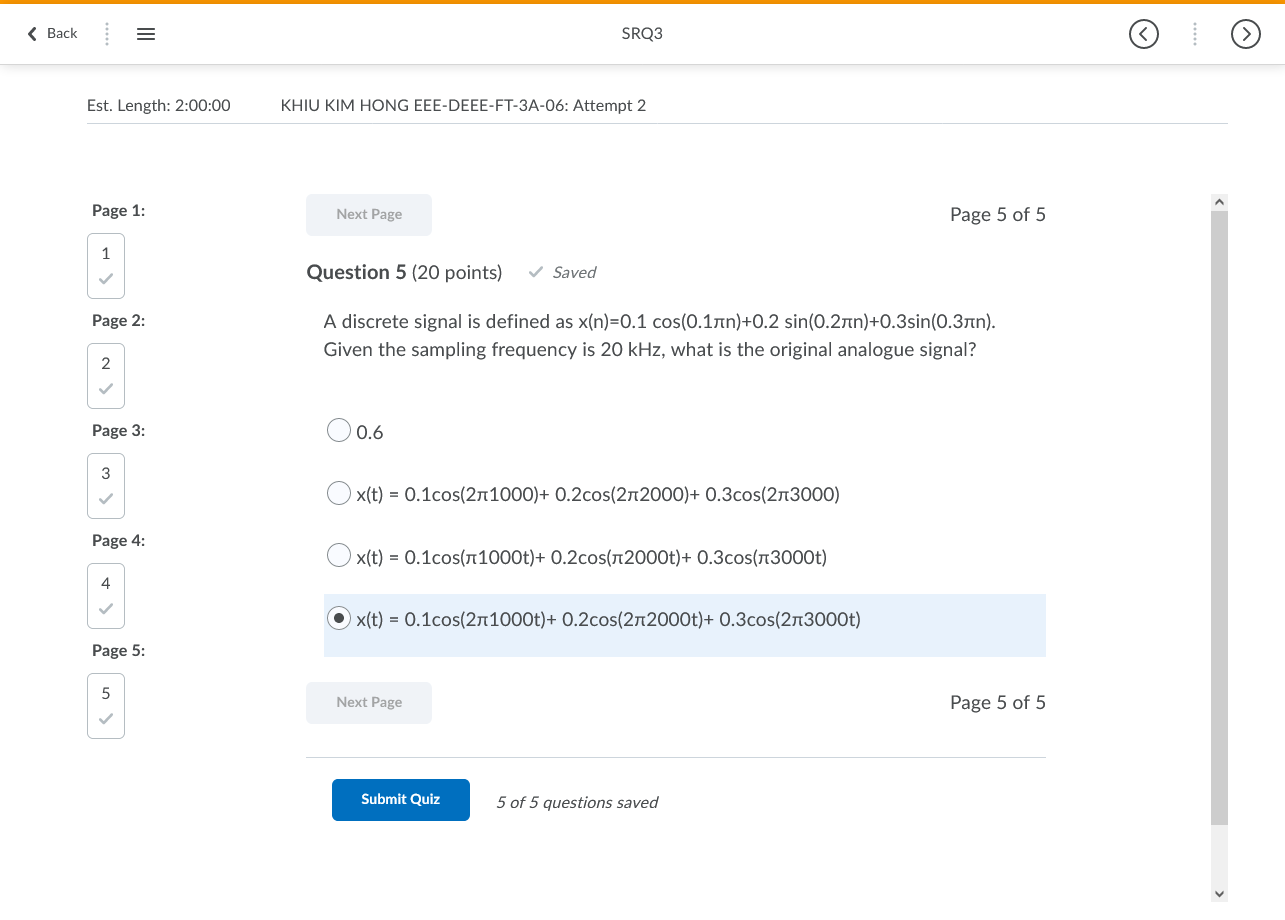 Back
SRQ3
Est. Length: 2:00:00 KHIU KIM HONG EEE-DEEE-FT-3A-06: Attempt 2
Page 1:
1
Page 2:
2
Page 3:
3
Page 4:
4
Page 5:
5
Next Page
Page 5 of 5
Question 5 (20 points) Saved
A discrete signal is defined as x(n)=0.1 cos(0.1πn)+0.2 sin(0.2πn)+0.3sin(0.3πn).
Given the sampling frequency is 20 kHz, what is the original analogue signal?
0.6
x(t) = 0.1cos(2π1000)+ 0.2cos(2π2000)+ 0.3cos(2π3000)
x(t) = 0.1cos(π1000t)+ 0.2cos(π2000t)+ 0.3cos(π3000t)
x(t) = 0.1cos(2π1000t)+ 0.2cos(2π2000t)+ 0.3cos(2π3000t)
Next Page
Page 5 of 5
Submit Quiz
5 of 5 questions saved